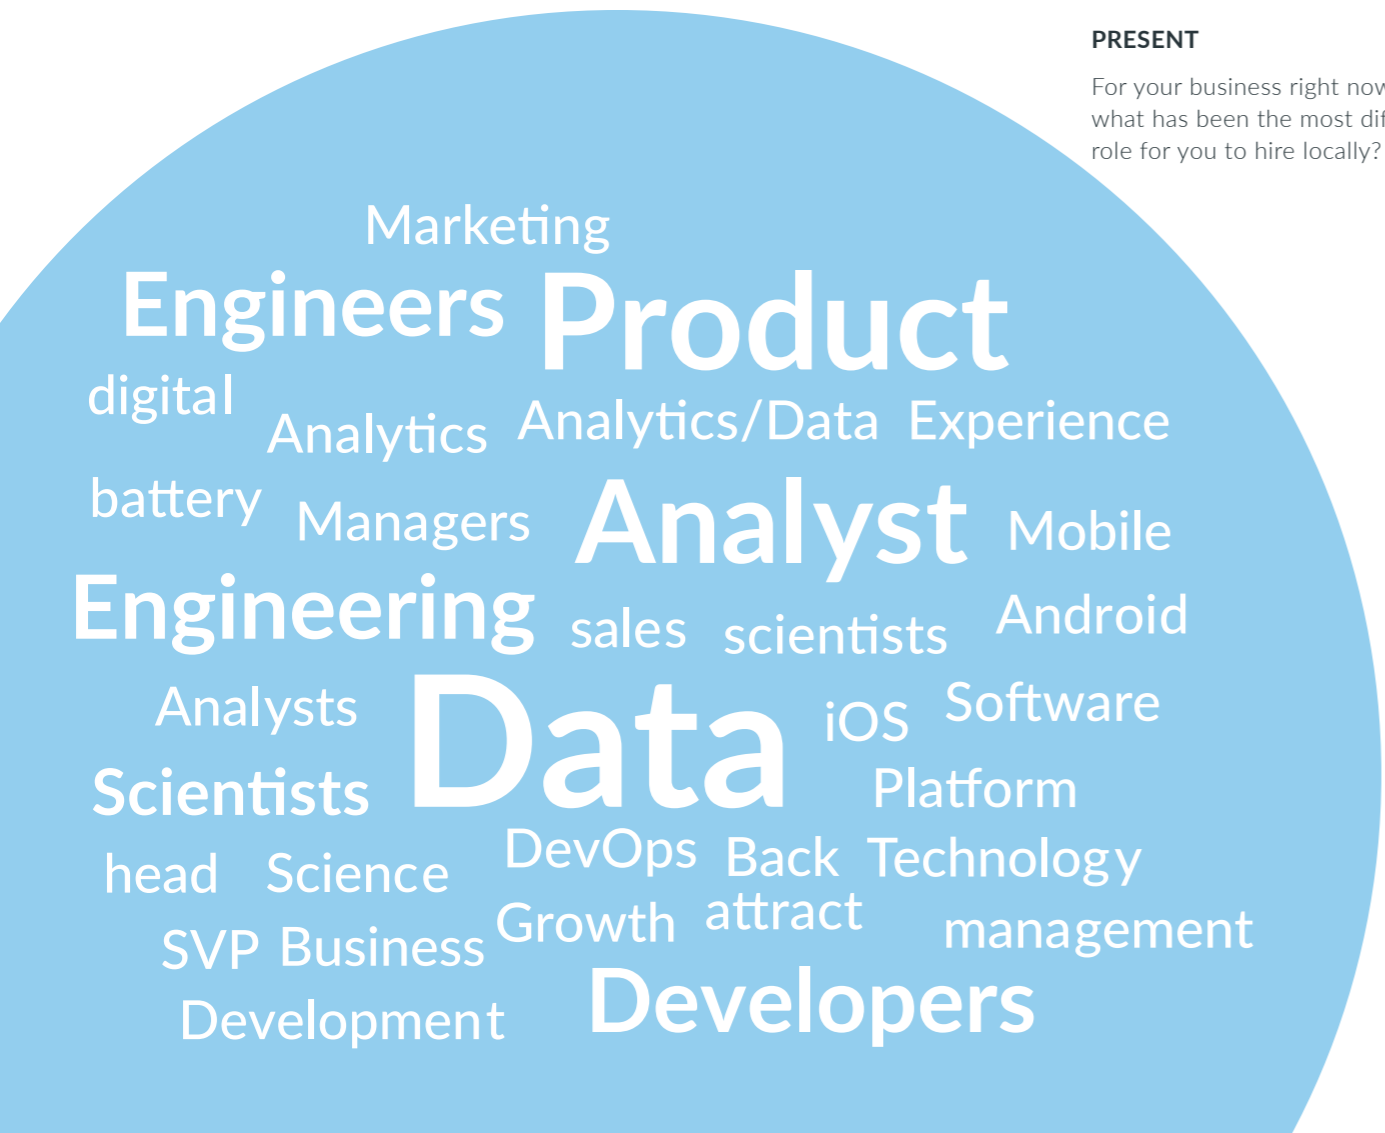 PRESENT
For your business right now
what has been the most
role for you to hire locally?
Marketing
Engineers Product
digital
Analytics Analytics/Data Experience
battery Managers Analyst Mobile
Engineering sales scientists Android
Analysts Data iOS Software
Scientists Platform
head Science DevOps Back Technology
SVP Business Growth attract management
Development Developers